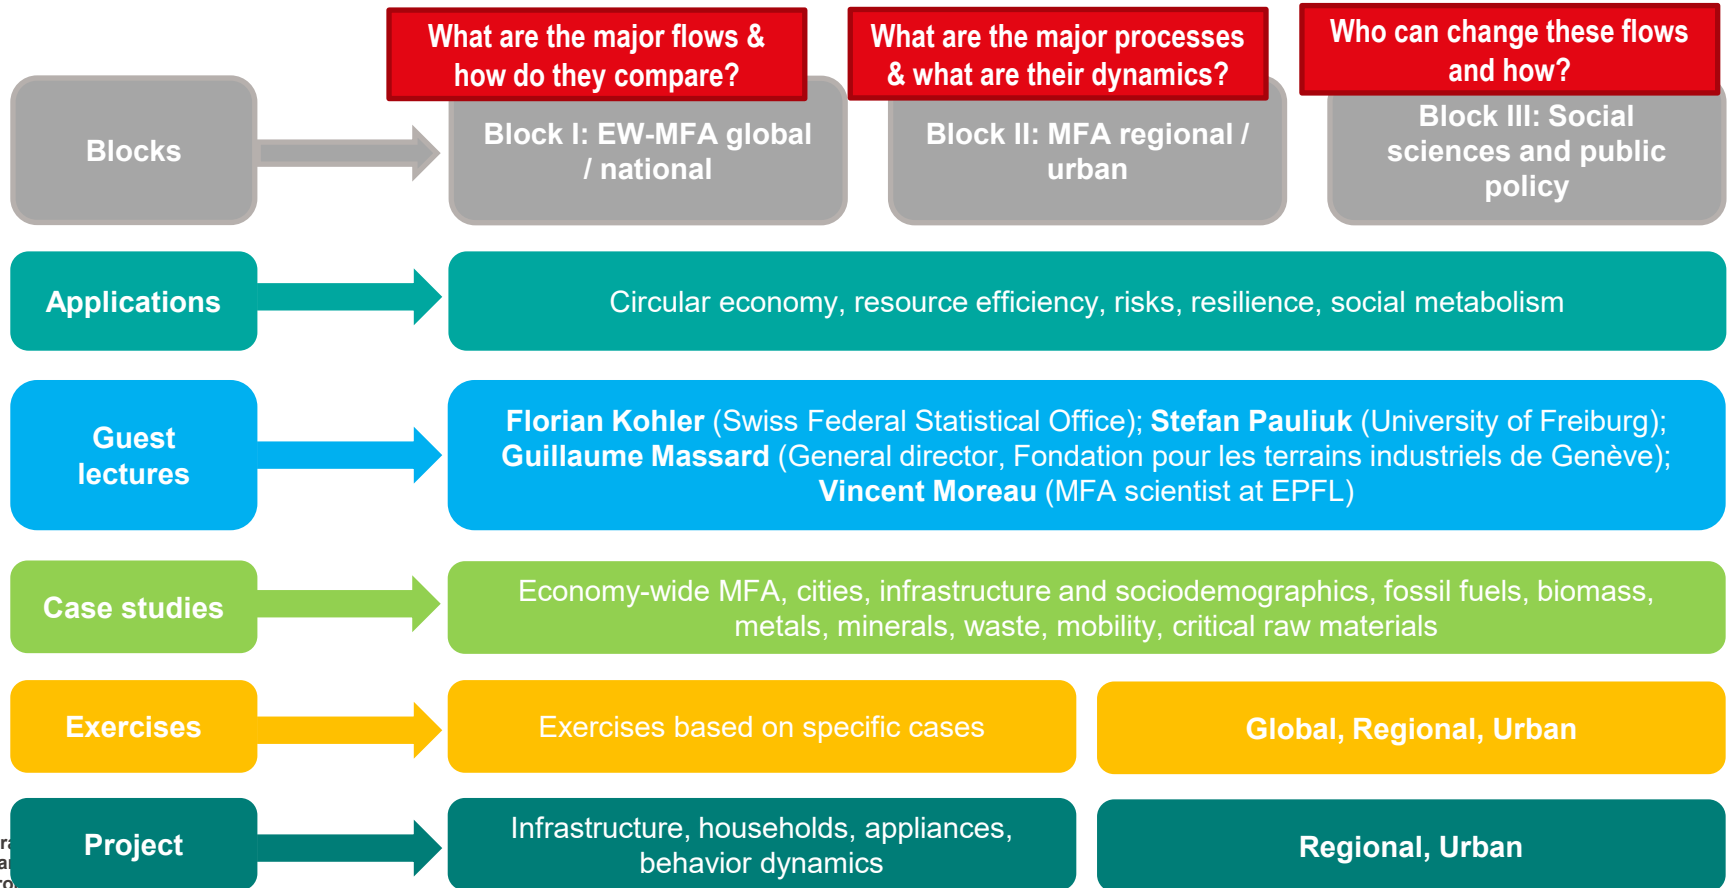 What are the major flows &
how do they compare?
What are the major processes
& what are their dynamics?
Who can change these flows
and how?
Blocks
Block I: EW-MFA global
/ national
Block II: MFA regional /
urban
Block III: Social
sciences and public
policy
Applications
Circular economy, resource efficiency, risks, resilience, social metabolism
Guest
lectures
Florian Kohler (Swiss Federal Statistical Office); Stefan Pauliuk (University of Freiburg);
Guillaume Massard (General director, Fondation pour les terrains industriels de Genève);
Vincent Moreau (MFA scientist at EPFL)
Case studies
Economy-wide MFA, cities, infrastructure and sociodemographics, fossil fuels, biomass,
metals, minerals, waste, mobility, critical raw materials
Exercises
Exercises based on specific cases
Global, Regional, Urban
Project
Infrastructure, households, appliances,
behavior dynamics
Regional, Urban